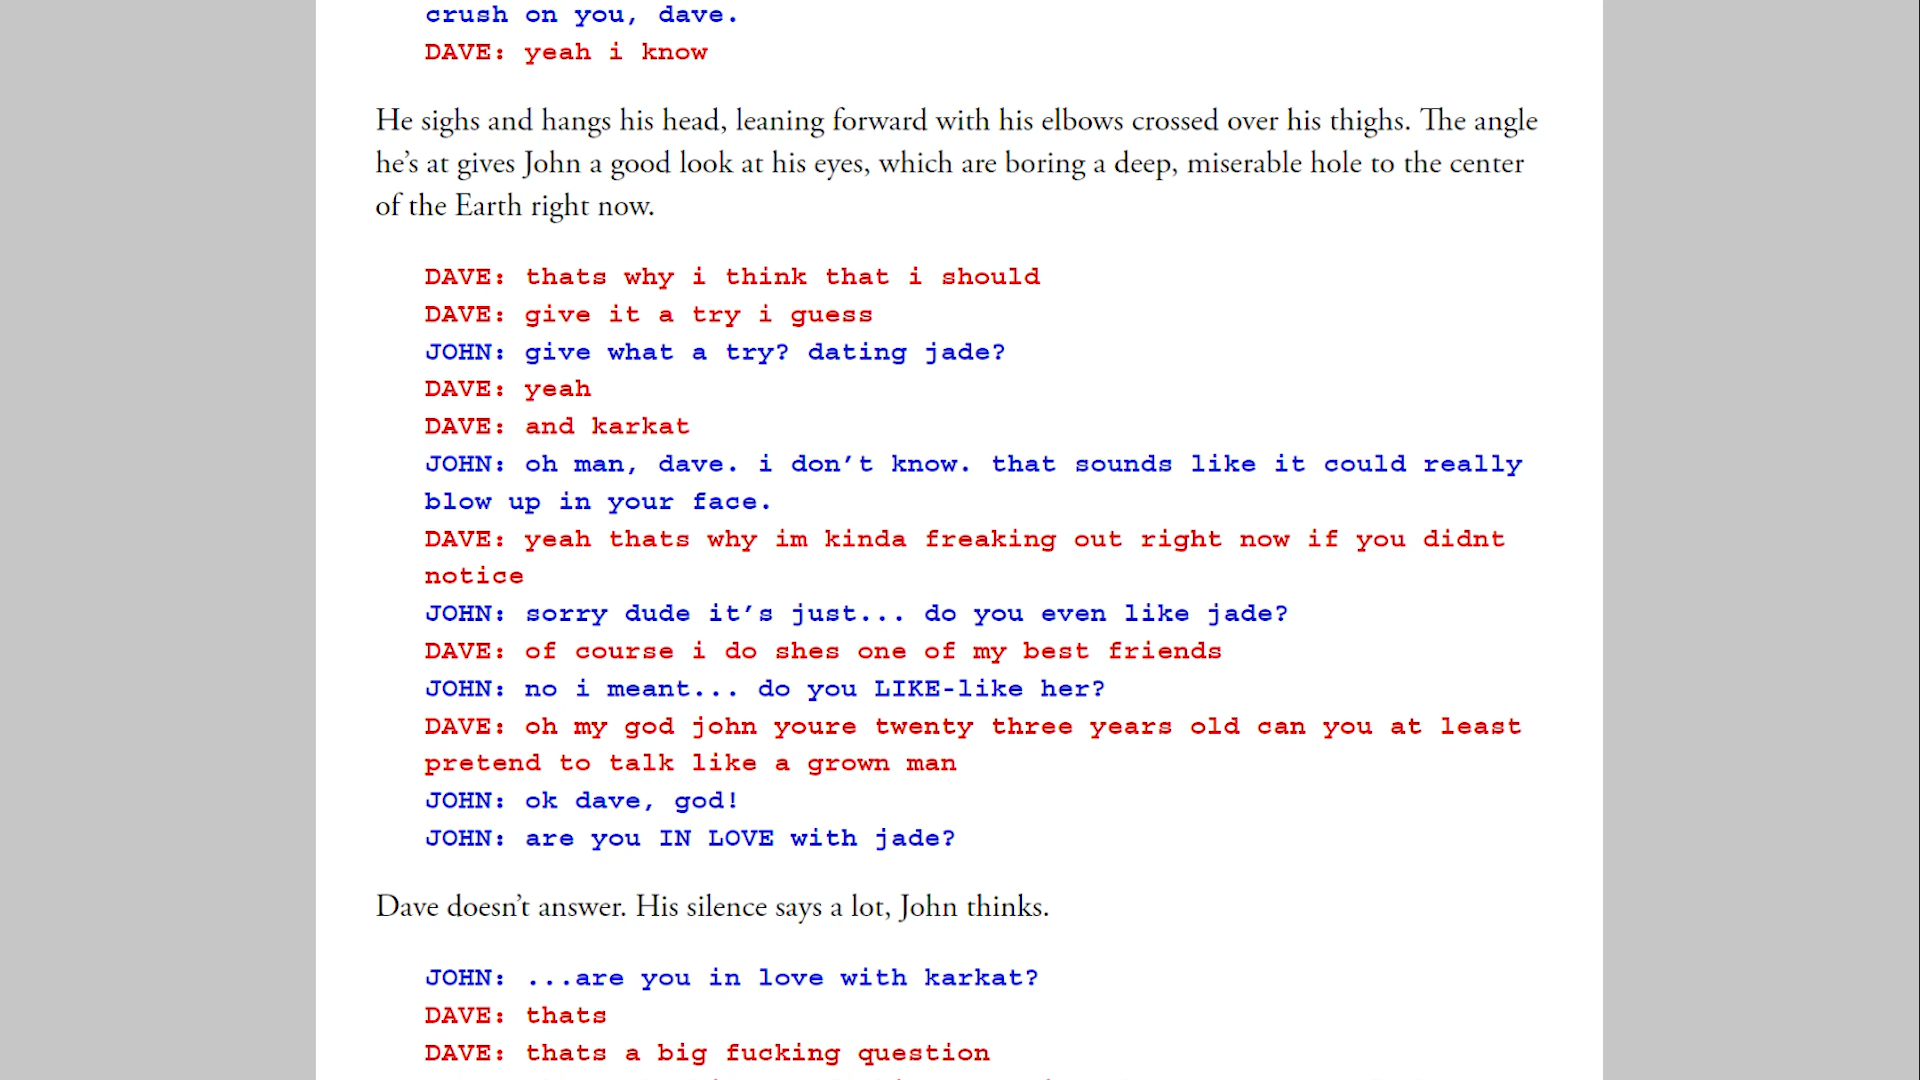 crush on you, dave.
DAVE: yeah i know
He sighs and hangs his head, leaning forward with his elbows crossed over his thighs. The angle
he's at gives John a good look at his eyes, which are boring a deep, miserable hole to the center
of the Earth right now.
DAVE: thats why i think that i should
DAVE: give it a try i guess
JOHN: give what a try? dating jade?
DAVE: yeah
DAVE: and karkat
JOHN: oh man, dave. i don't know. that sounds like it could really
blow up in your face.
DAVE: yeah thats why im kinda freaking out right now if you didnt
notice
JOHN: sorry dude it's just... do you even like jade?
DAVE: of course i do shes one of my best friends
JOHN: no i meant... do you LIKE-like her?
DAVE: oh my god john youre twenty three years old can you at least
pretend to talk like a grown man
JOHN: ok dave, god!
JOHN: are you IN LOVE with jade?
Dave doesn't answer. His silence says a lot, John thinks.
JOHN: ...are you in love with karkat?
DAVE: thats
DAVE: thats a big fucking question